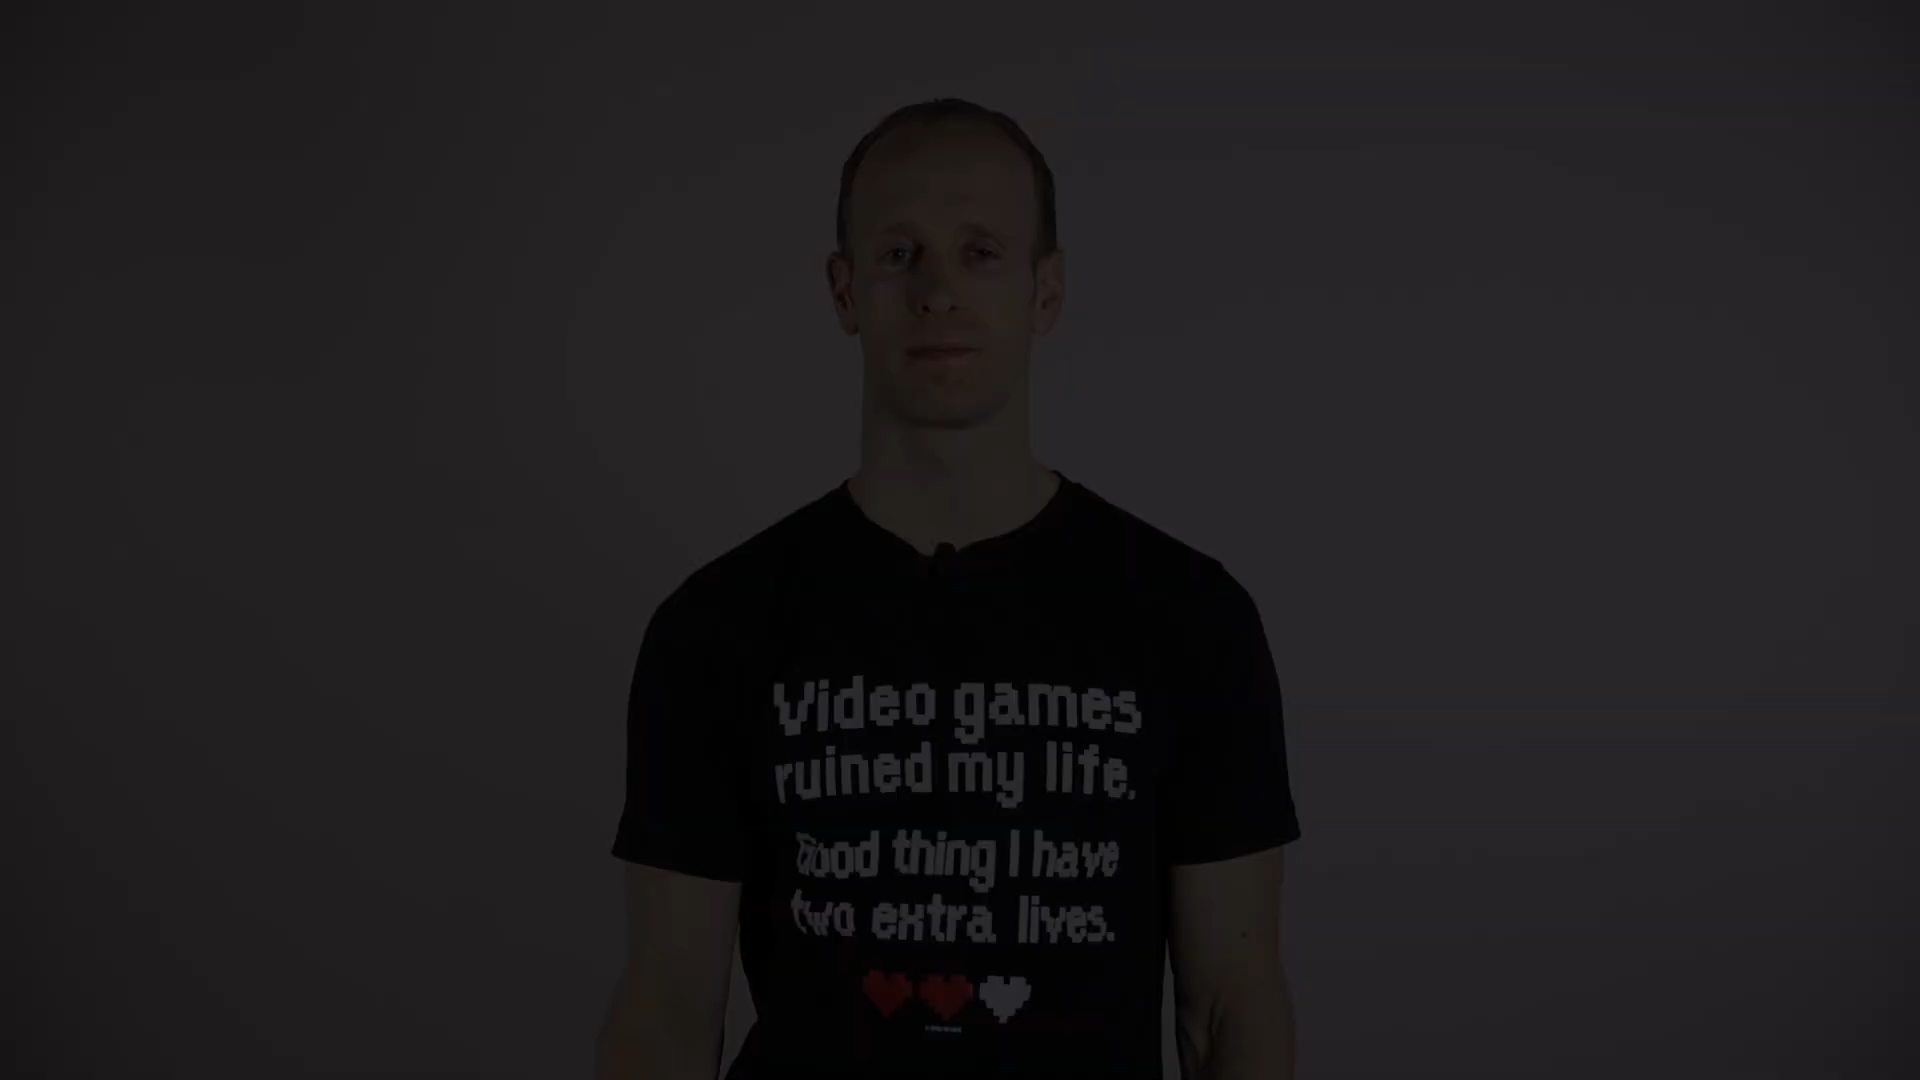 Video games
ruined my life.
Good thing I have
two extra lives.